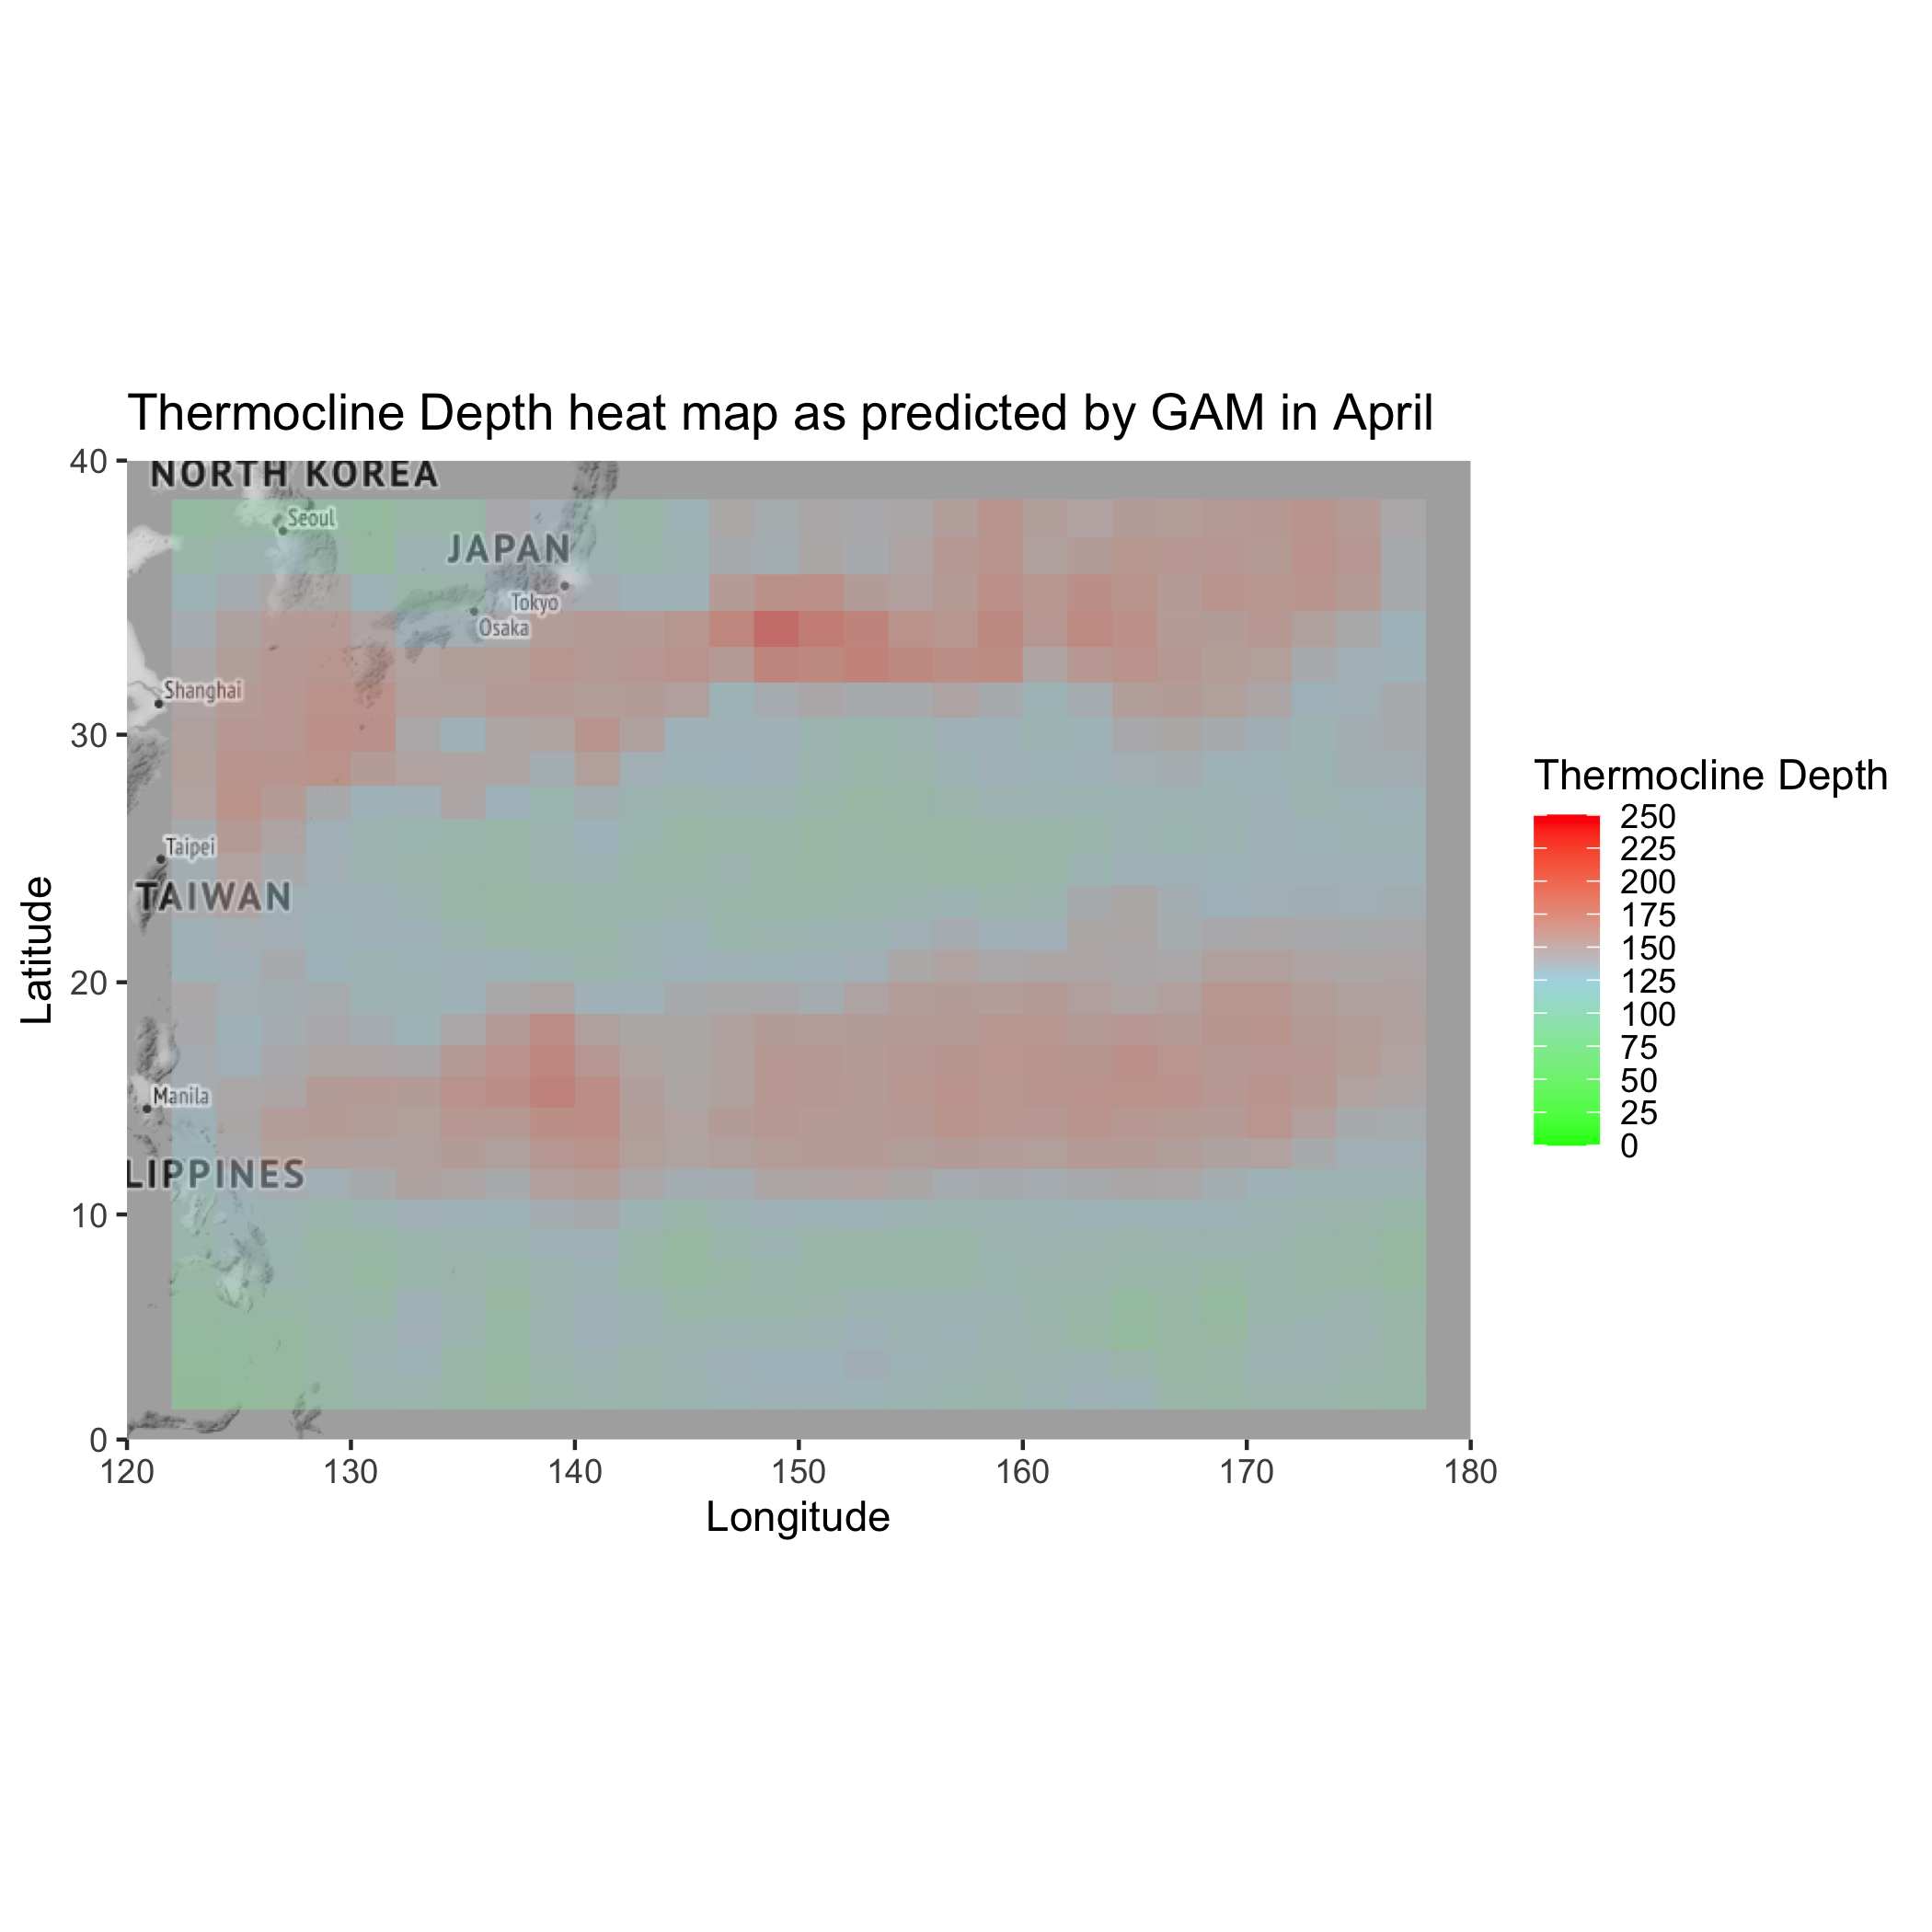 Thermocline Depth heat map as predicted by GAM in April
40
30
20
10
0
Latitude
NORTH KOREA
Seoul
JAPAN
Tokyo
Osaka
Shanghai
Taipei
TAIWAN
Manila
LIPPINES
120 130 140 150 160 170 180
Longitude
Thermocline Depth
250
225
200
175
150
125
100
75
50
25
0